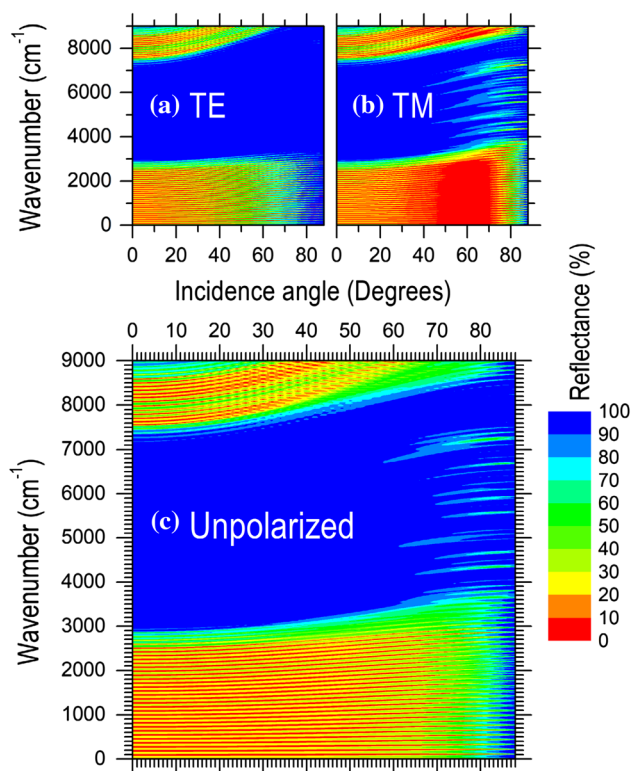 8000
6000
4000
2000
0
Wavenumber (cm⁻¹)
(a) TE
(b) TM
0 20 40 60 80
0 20 40 60 80
Incidence angle (Degrees)
0 10 20 30 40 50 60 70 80
9000
8000
7000
6000
5000
4000
3000
2000
1000
0
Wavenumber (cm⁻¹)
(c) Unpolarized
Reflectance (%)
100
90
80
70
60
50
40
30
20
10
0